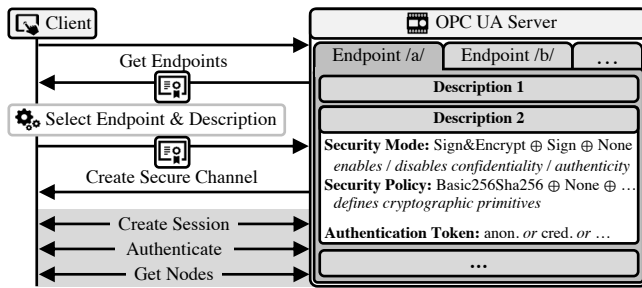 Client
OPC UA Server
Get Endpoints
Select Endpoint & Description
Create Secure Channel
Create Session
Authenticate
Get Nodes
Endpoint /a/
Endpoint /b/
...
Description 1
Description 2
Security Mode: Sign&Encrypt ⊕ Sign ⊕ None
enables / disables confidentiality / authenticity
Security Policy: Basic256Sha256 ⊕ None ⊕ ...
defines cryptographic primitives
Authentication Token: anon. or cred. or ...
...